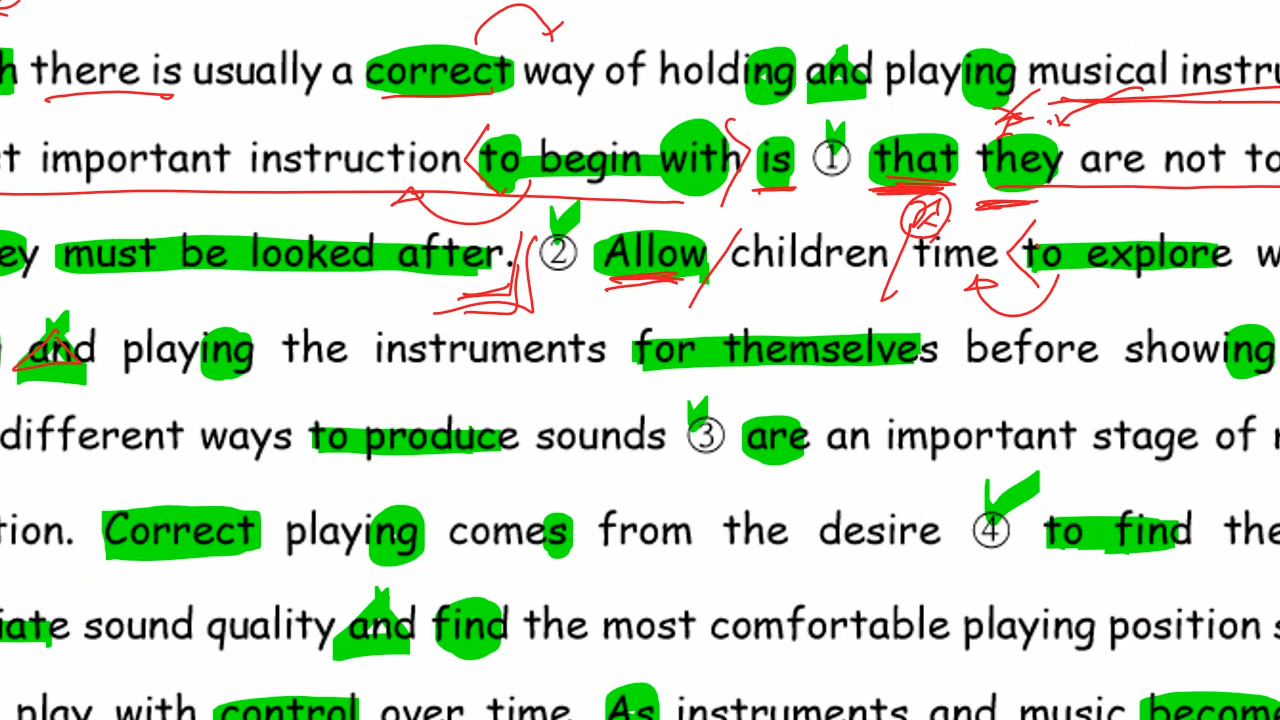 h there is usually a correct way of holding and playing musical instru
t important instruction to begin with is ① that they are not to
ey must be looked after. ② Allow children time to explore w
and playing the instruments for themselves before showing
different ways to produce sounds ③ are an important stage of
tion. Correct playing comes from the desire ④ to find the
iate sound quality and find the most comfortable playing position s
play with control over time. As instruments and music become